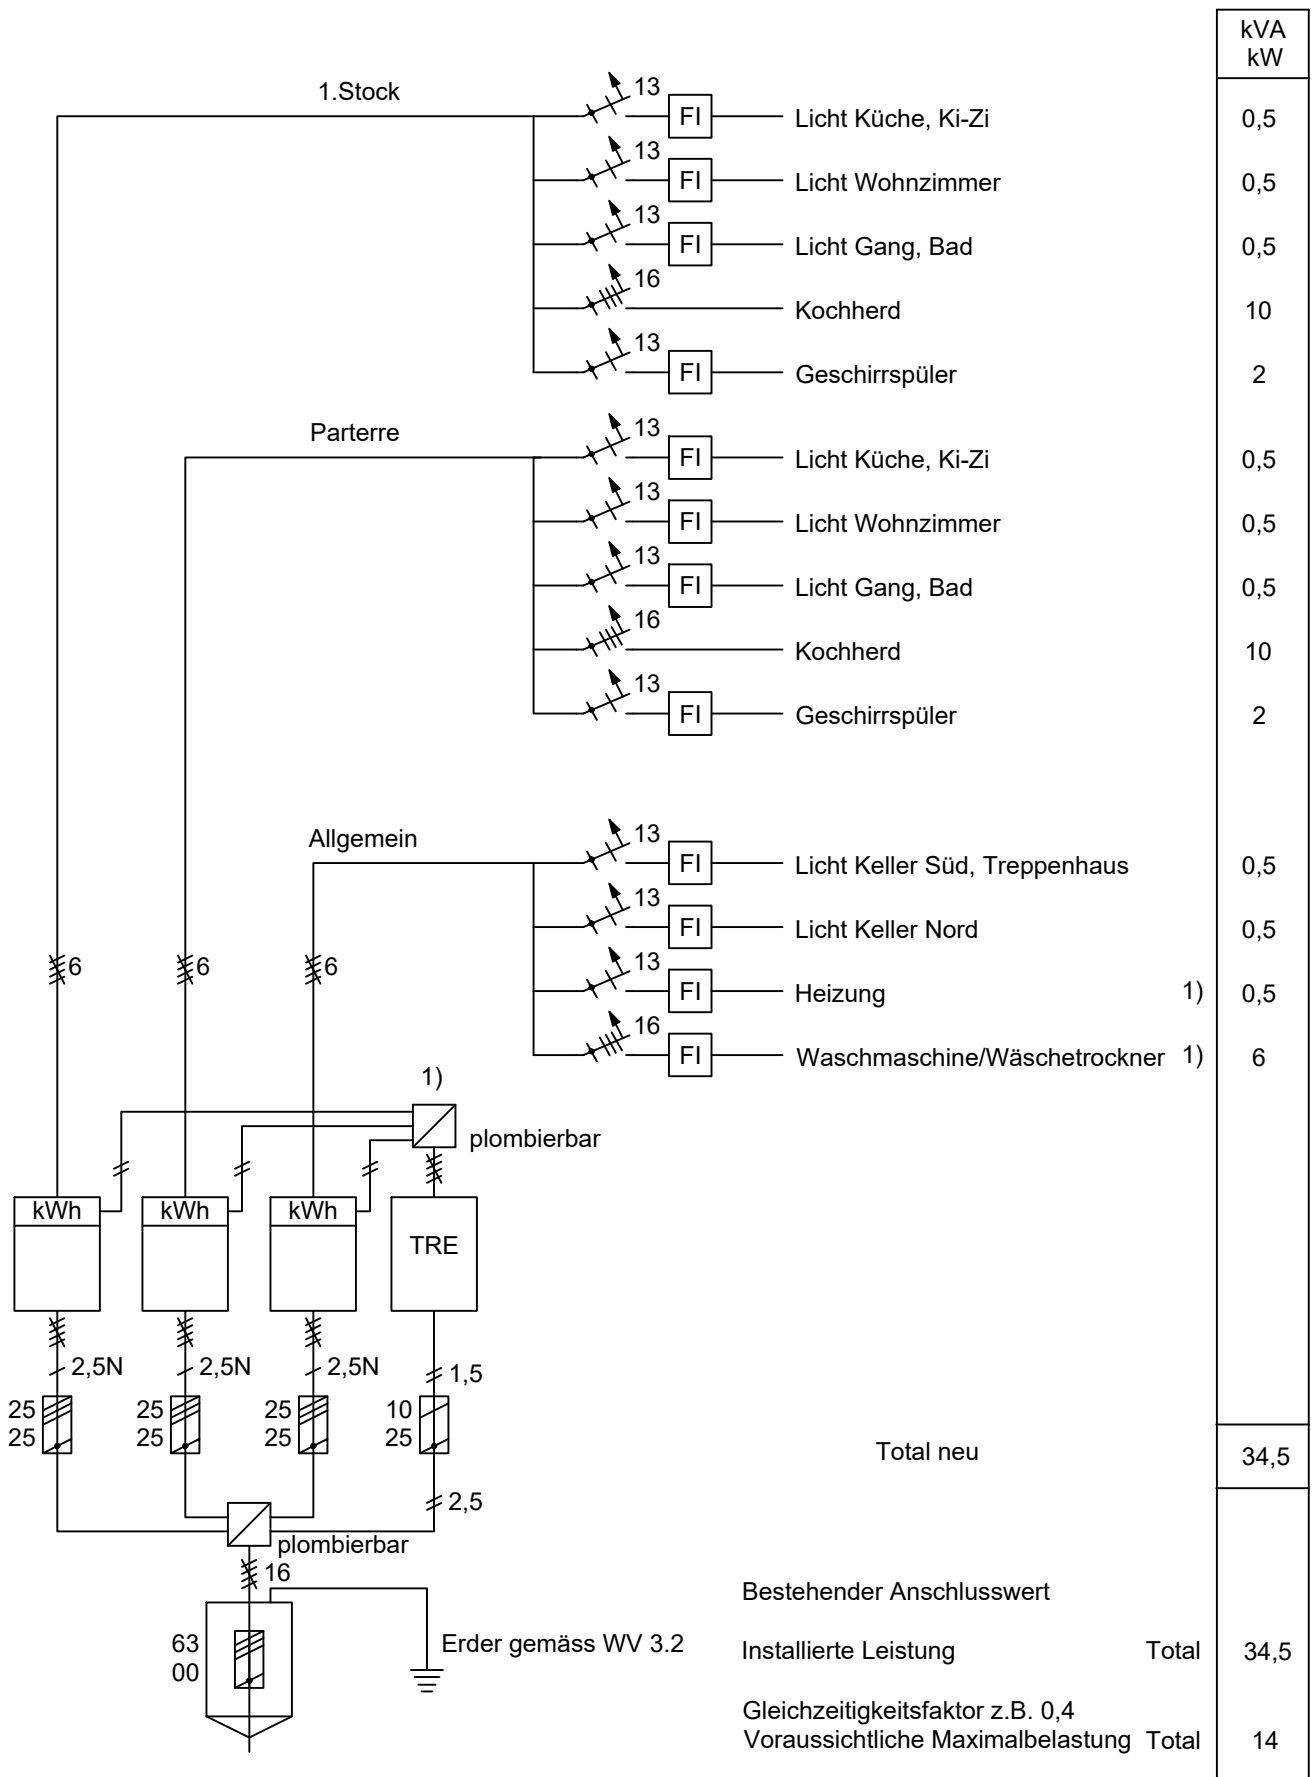 kVA
kW
1.Stock
13
FI
Licht Küche, Ki-Zi
0,5
13
FI
Licht Wohnzimmer
0,5
13
FI
Licht Gang, Bad
0,5
16
Kochherd
10
13
FI
Geschirrspüler
2
Parterre
13
FI
Licht Küche, Ki-Zi
0,5
13
FI
Licht Wohnzimmer
0,5
13
FI
Licht Gang, Bad
0,5
16
Kochherd
10
13
FI
Geschirrspüler
2
Allgemein
13
FI
Licht Keller Süd, Treppenhaus
0,5
13
FI
Licht Keller Nord
0,5
6
6
6
13
FI
Heizung
1)
0,5
16
FI
Waschmaschine/Wäschetrockner
1)
6
1)
plombierbar
kWh
kWh
kWh
TRE
2,5N
2,5N
2,5N
1,5
25
25
25
25
25
25
10
25
Total neu
34,5
2,5
plombierbar
16
63
00
Erder gemäss WV 3.2
Bestehender Anschlusswert
Installierte Leistung
Total
34,5
Gleichzeitigkeitsfaktor z.B. 0,4
Voraussichtliche Maximalbelastung
Total
14